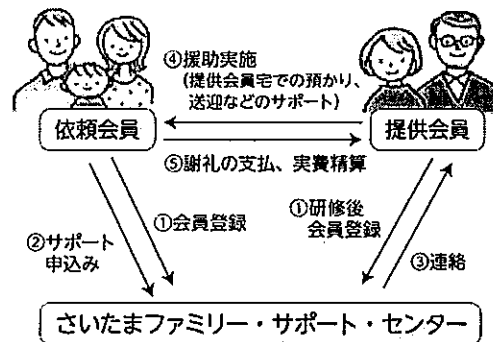 ④援助実施
(提供会員宅での預かり、
送迎などのサポート)
依頼会員
提供会員
⑤謝礼の支払、実費精算
①会員登録
②サポート
申込み
①研修後
会員登録
③連絡
さいたまファミリー・サポート・センター